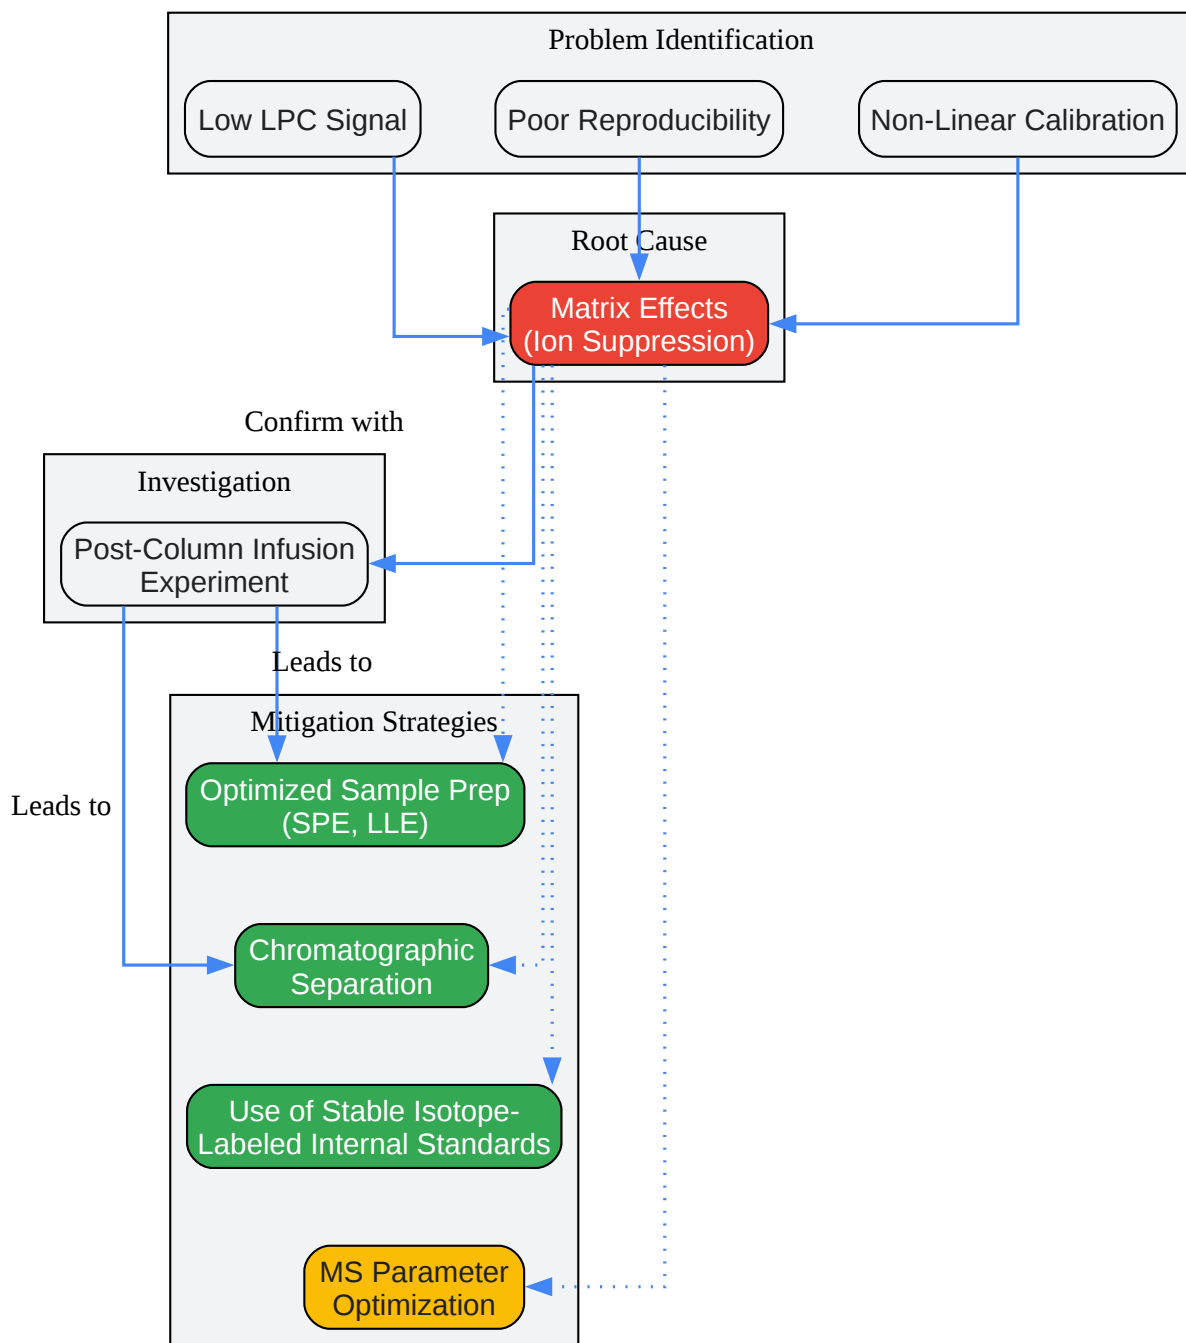 Problem Identification
Low LPC Signal
Poor Reproducibility
Non-Linear Calibration
Root Cause
Matrix Effects
(Ion Suppression)
Confirm with
Investigation
Post-Column Infusion
Experiment
Leads to
Mitigation Strategies
Optimized Sample Prep
(SPE, LLE)
Leads to
Chromatographic
Separation
Use of Stable Isotope-
Labeled Internal Standards
MS Parameter
Optimization